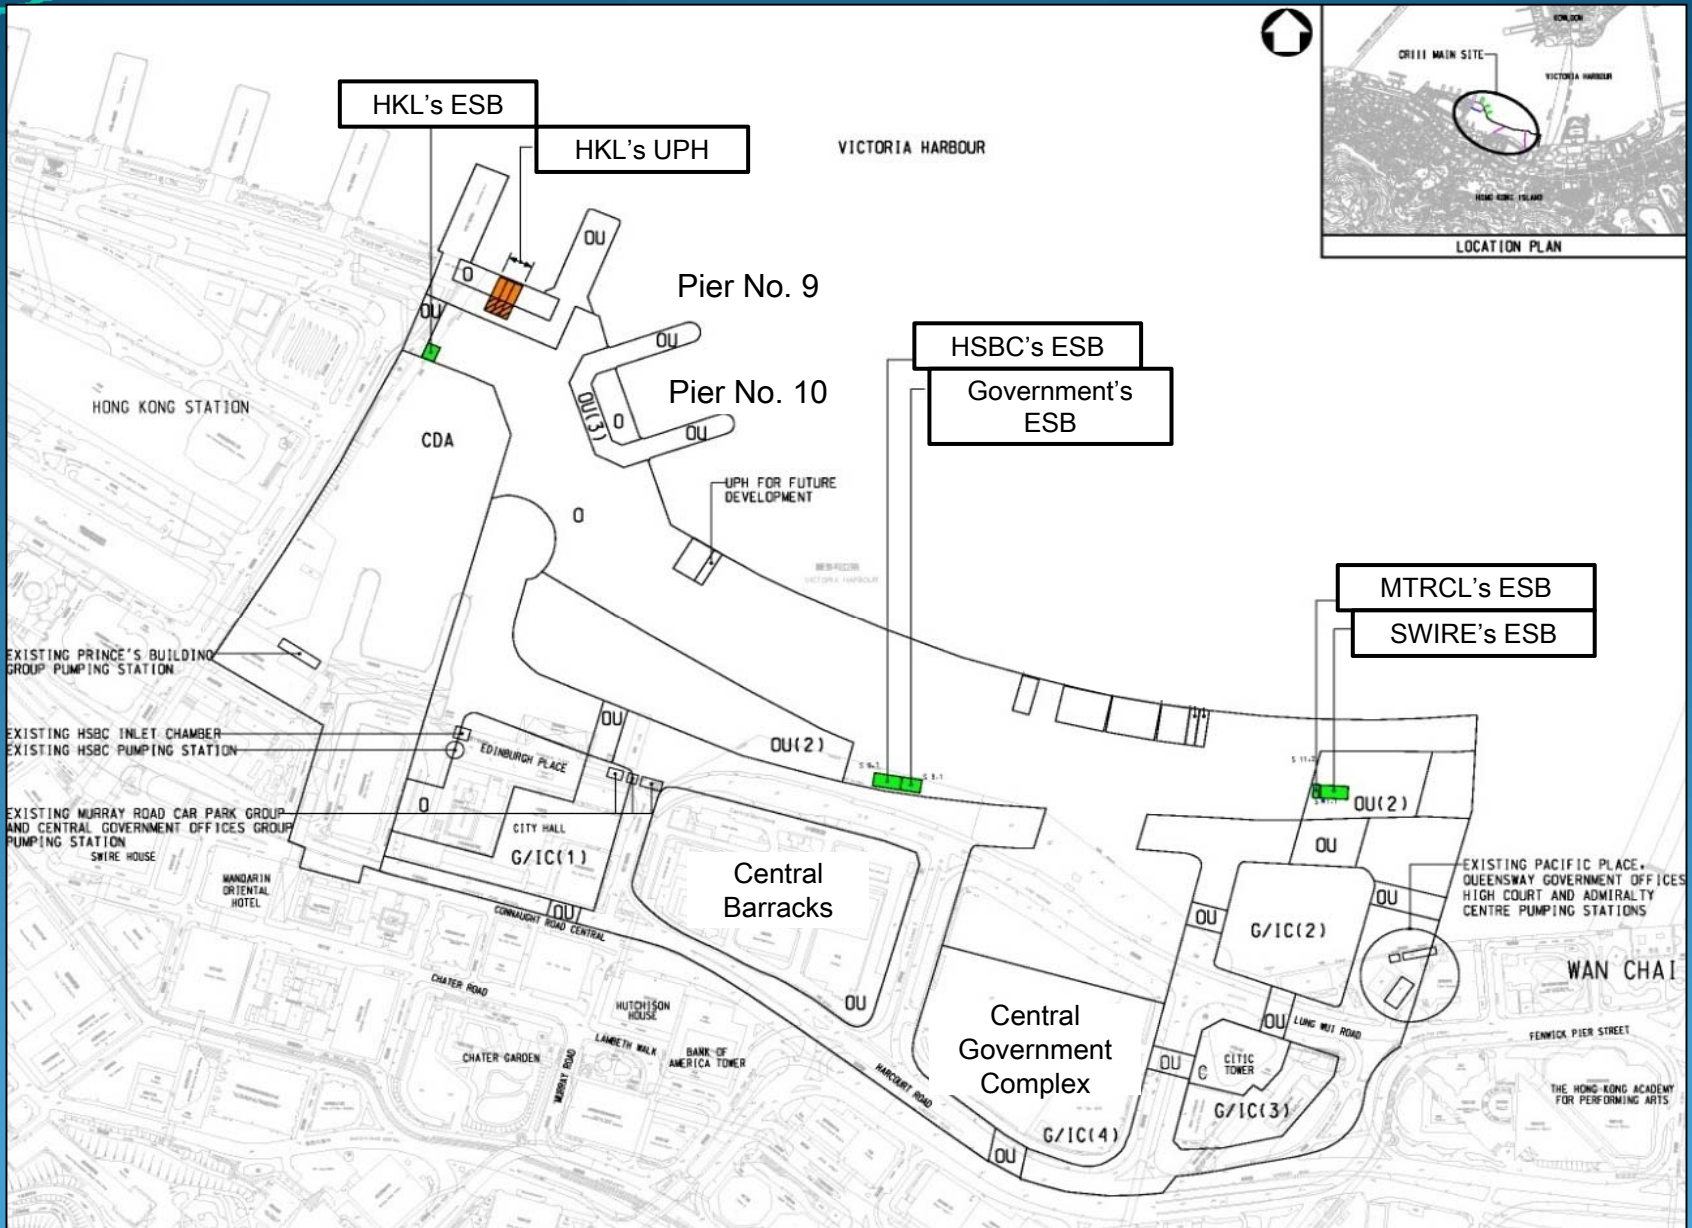 KOWLOON
CRIII MAIN SITE
VICTORIA HARBOUR
HONG KONG ISLAND
LOCATION PLAN
HKL's ESB
HKL's UPH
VICTORIA HARBOUR
OU
O
OU
Pier No. 9
OU
HSBC's ESB
Government's
ESB
Pier No. 10
OU(3)
O
OU
HONG KONG STATION
CDA
UPH FOR FUTURE
DEVELOPMENT
O
VICTORIA HARBOUR
MTRCL's ESB
SWIRE's ESB
EXISTING PRINCE'S BUILDING
GROUP PUMPING STATION
EXISTING HSBC INLET CHAMBER
EXISTING HSBC PUMPING STATION
EDINBURGH PLACE
OU
OU(2)
OU(2)
OU
EXISTING MURRAY ROAD CAR PARK GROUP
AND CENTRAL GOVERNMENT OFFICES GROUP
PUMPING STATION
O
CITY HALL
G/IC(1)
SWIRE HOUSE
MANDARIN
ORIENTAL
HOTEL
OU
CONNAUGHT ROAD CENTRAL
Central
Barracks
EXISTING PACIFIC PLACE,
QUEENSWAY GOVERNMENT OFFICES
HIGH COURT AND ADMIRALTY
CENTRE PUMPING STATIONS
OU
OU
G/IC(2)
WAN CHAI
CHATER ROAD
HUTCHISON
HOUSE
OU
LAMBETH WALK
BANK OF
AMERICA TOWER
CHATER GARDEN
MURRAY ROAD
HARCOURT ROAD
Central
Government
Complex
OU
LUNG WUI ROAD
FENWICK PIER STREET
OU
C
CITIC
TOWER
G/IC(3)
G/IC(4)
OU
THE HONG KONG ACADEMY
FOR PERFORMING ARTS